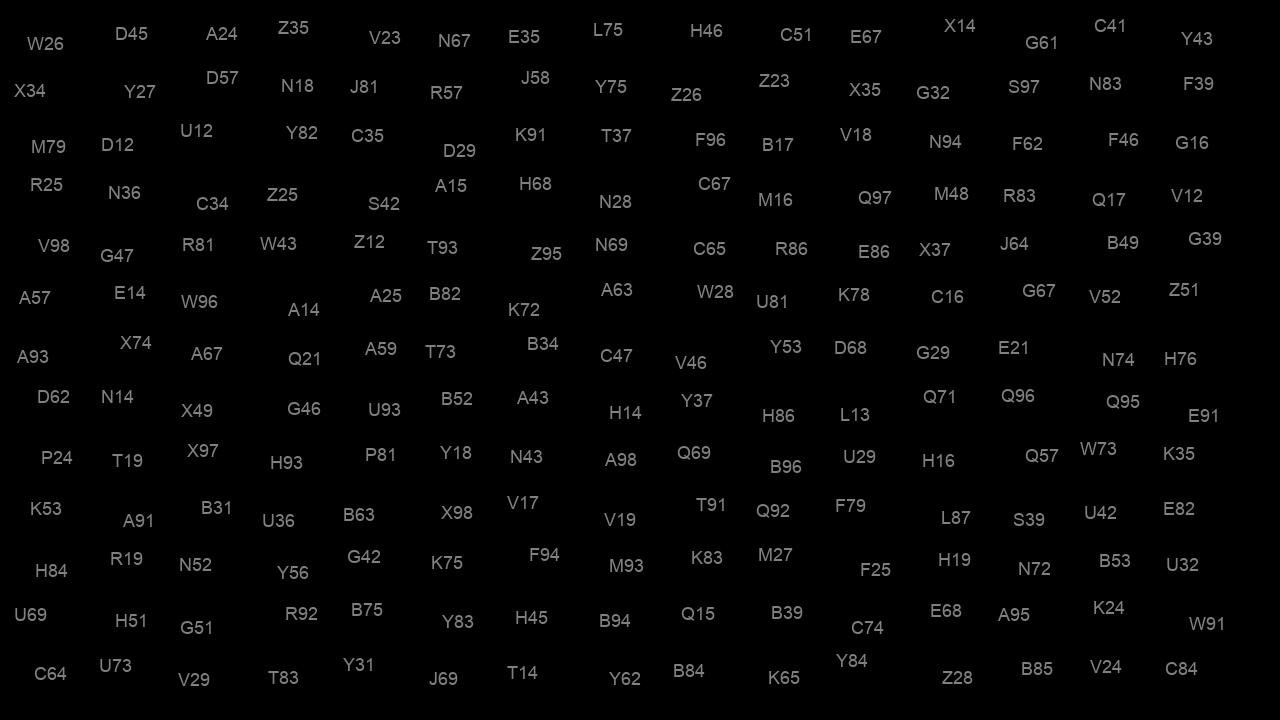 W26 D45 A24 Z35 V23 N67 E35 L75 H46 C51 E67 X14 G61 C41 Y43
X34 Y27 D57 N18 J81 R57 J58 Y75 Z26 Z23 X35 G32 S97 N83 F39
M79 D12 U12 Y82 C35 D29 K91 T37 F96 B17 V18 N94 F62 F46 G16
R25 N36 C34 Z25 S42 A15 H68 N28 C67 M16 Q97 M48 R83 Q17 V12
V98 G47 R81 W43 Z12 T93 Z95 N69 C65 R86 E86 X37 J64 B49 G39
A57 E14 W96 A14 A25 B82 K72 A63 W28 U81 K78 C16 G67 V52 Z51
A93 X74 A67 Q21 A59 T73 B34 C47 V46 Y53 D68 G29 E21 N74 H76
D62 N14 X49 G46 U93 B52 A43 H14 Y37 H86 L13 Q71 Q96 Q95 E91
P24 T19 X97 H93 P81 Y18 N43 A98 Q69 B96 U29 H16 Q57 W73 K35
K53 A91 B31 U36 B63 X98 V17 V19 T91 Q92 F79 L87 S39 U42 E82
H84 R19 N52 Y56 G42 K75 F94 M93 K83 M27 F25 H19 N72 B53 U32
U69 H51 G51 R92 B75 Y83 H45 B94 Q15 B39 C74 E68 A95 K24 W91
C64 U73 V29 T83 Y31 J69 T14 Y62 B84 K65 Y84 Z28 B85 V24 C84